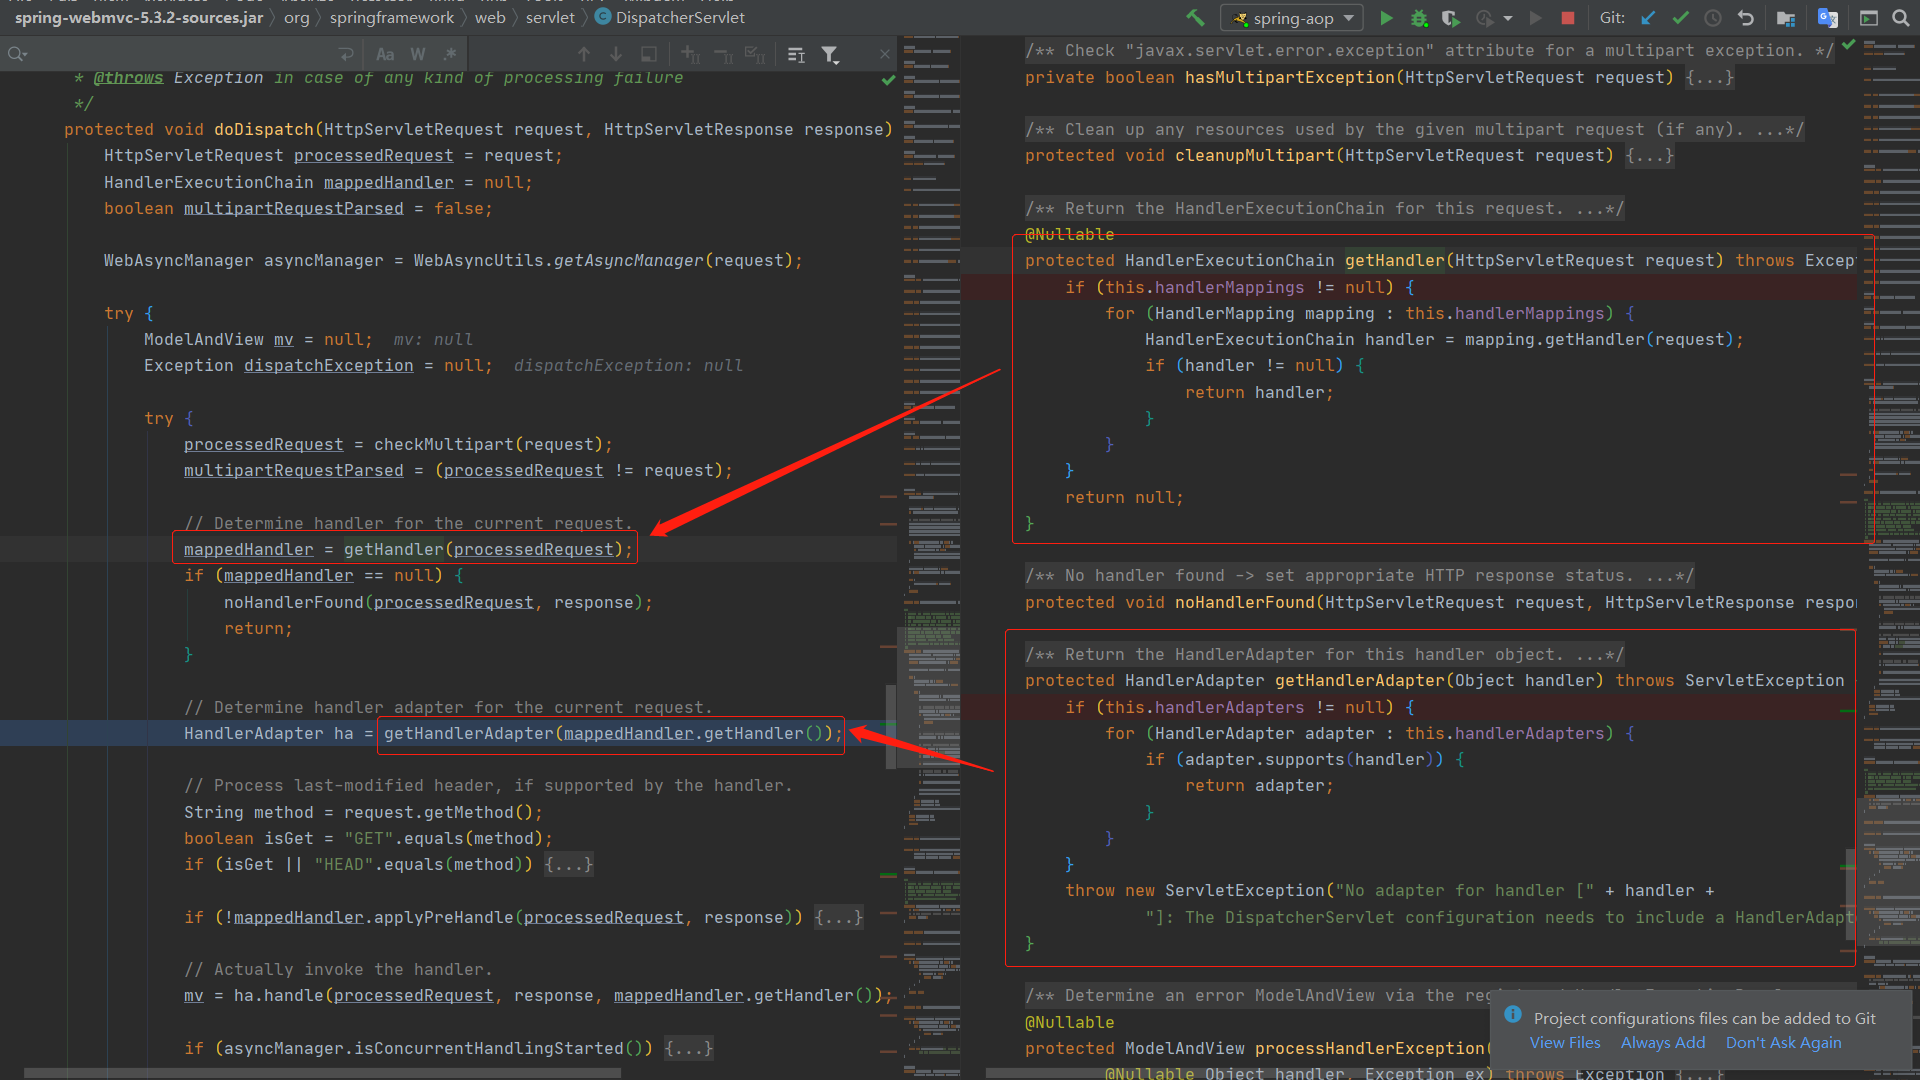 spring-webmvc-5.3.2-sources.jar org springframework web servlet DispatcherServlet
spring-aop
Git:
Aa W .*
* @throws Exception in case of any kind of processing failure
*/
protected void doDispatch(HttpServletRequest request, HttpServletResponse response)
HttpServletRequest processedRequest = request;
HandlerExecutionChain mappedHandler = null;
boolean multipartRequestParsed = false;
WebAsyncManager asyncManager = WebAsyncUtils.getAsyncManager(request);
try {
ModelAndView mv = null; mv: null
Exception dispatchException = null; dispatchException: null
try {
processedRequest = checkMultipart(request);
multipartRequestParsed = (processedRequest != request);
// Determine handler for the current request.
mappedHandler = getHandler(processedRequest);
if (mappedHandler == null) {
noHandlerFound(processedRequest, response);
return;
}
// Determine handler adapter for the current request.
HandlerAdapter ha = getHandlerAdapter(mappedHandler.getHandler());
// Process last-modified header, if supported by the handler.
String method = request.getMethod();
boolean isGet = "GET".equals(method);
if (isGet || "HEAD".equals(method)) {...}
if (!mappedHandler.applyPreHandle(processedRequest, response)) {...}
// Actually invoke the handler.
mv = ha.handle(processedRequest, response, mappedHandler.getHandler());
if (asyncManager.isConcurrentHandlingStarted()) {...}
/** Check "javax.servlet.error.exception" attribute for a multipart exception. */
private boolean hasMultipartException(HttpServletRequest request) {...}
/** Clean up any resources used by the given multipart request (if any). ...*/
protected void cleanupMultipart(HttpServletRequest request) {...}
/** Return the HandlerExecutionChain for this request. ...*/
@Nullable
protected HandlerExecutionChain getHandler(HttpServletRequest request) throws Excep
if (this.handlerMappings != null) {
for (HandlerMapping mapping : this.handlerMappings) {
HandlerExecutionChain handler = mapping.getHandler(request);
if (handler != null) {
return handler;
}
}
}
return null;
}
/** No handler found -> set appropriate HTTP response status. ...*/
protected void noHandlerFound(HttpServletRequest request, HttpServletResponse respon
/** Return the HandlerAdapter for this handler object. ...*/
protected HandlerAdapter getHandlerAdapter(Object handler) throws ServletException
if (this.handlerAdapters != null) {
for (HandlerAdapter adapter : this.handlerAdapters) {
if (adapter.supports(handler)) {
return adapter;
}
}
}
throw new ServletException("No adapter for handler [" + handler +
"]: The DispatcherServlet configuration needs to include a HandlerAdapt
}
/** Determine an error ModelAndView via the
@Nullable
protected ModelAndView processHandlerException(
@Nullable Object handler, Exception ex) throws Exception {...}
Project configurations files can be added to Git
View Files Always Add Don't Ask Again